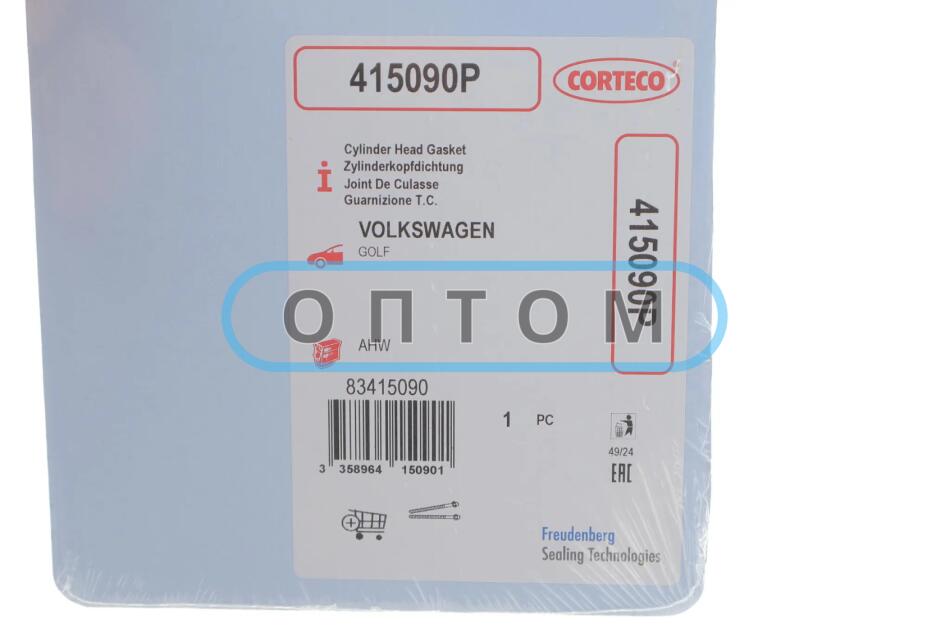 415090P
CORTECO
Cylinder Head Gasket
Zylinderkopfdichtung
Joint De Culasse
Guarnizione T.C.
VOLKSWAGEN
GOLF
415090P
ОПТОМ
AHW
83415090
3 358964 150901
1 PC
49/24
EAC
Freudenberg
Sealing Technologies